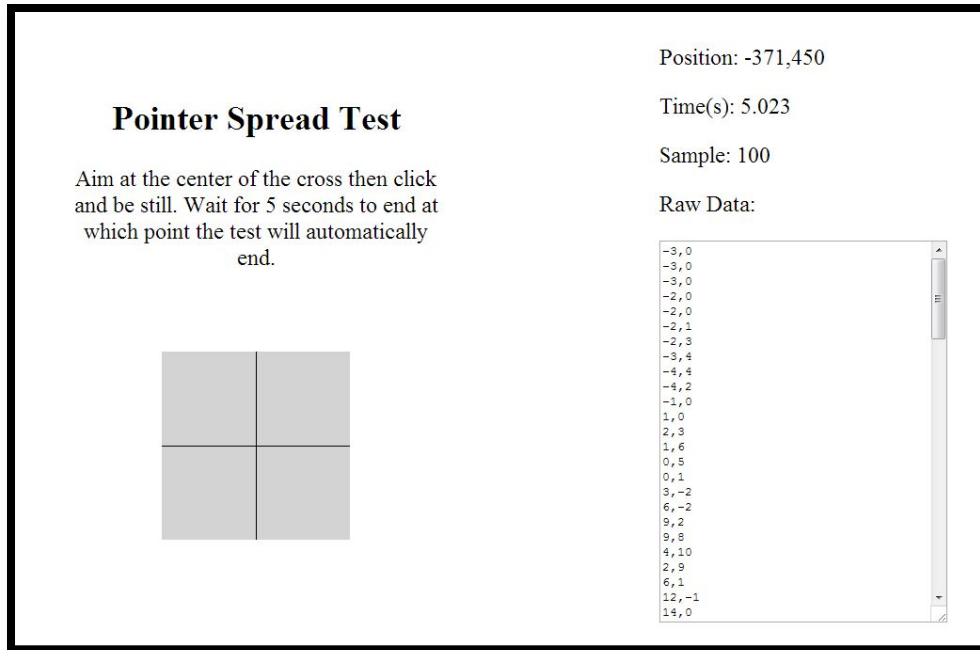 Pointer Spread Test
Aim at the center of the cross then click
and be still. Wait for 5 seconds to end at
which point the test will automatically
end.
Position: -371,450
Time(s): 5.023
Sample: 100
Raw Data:
-3,0
-3,0
-3,0
-2,0
-2,0
-2,1
-2,3
-3,4
-4,4
-4,2
-1,0
1,0
2,3
1,6
0,5
0,1
3,-2
6,-2
9,2
9,8
4,10
2,9
6,1
12,-1
14,0